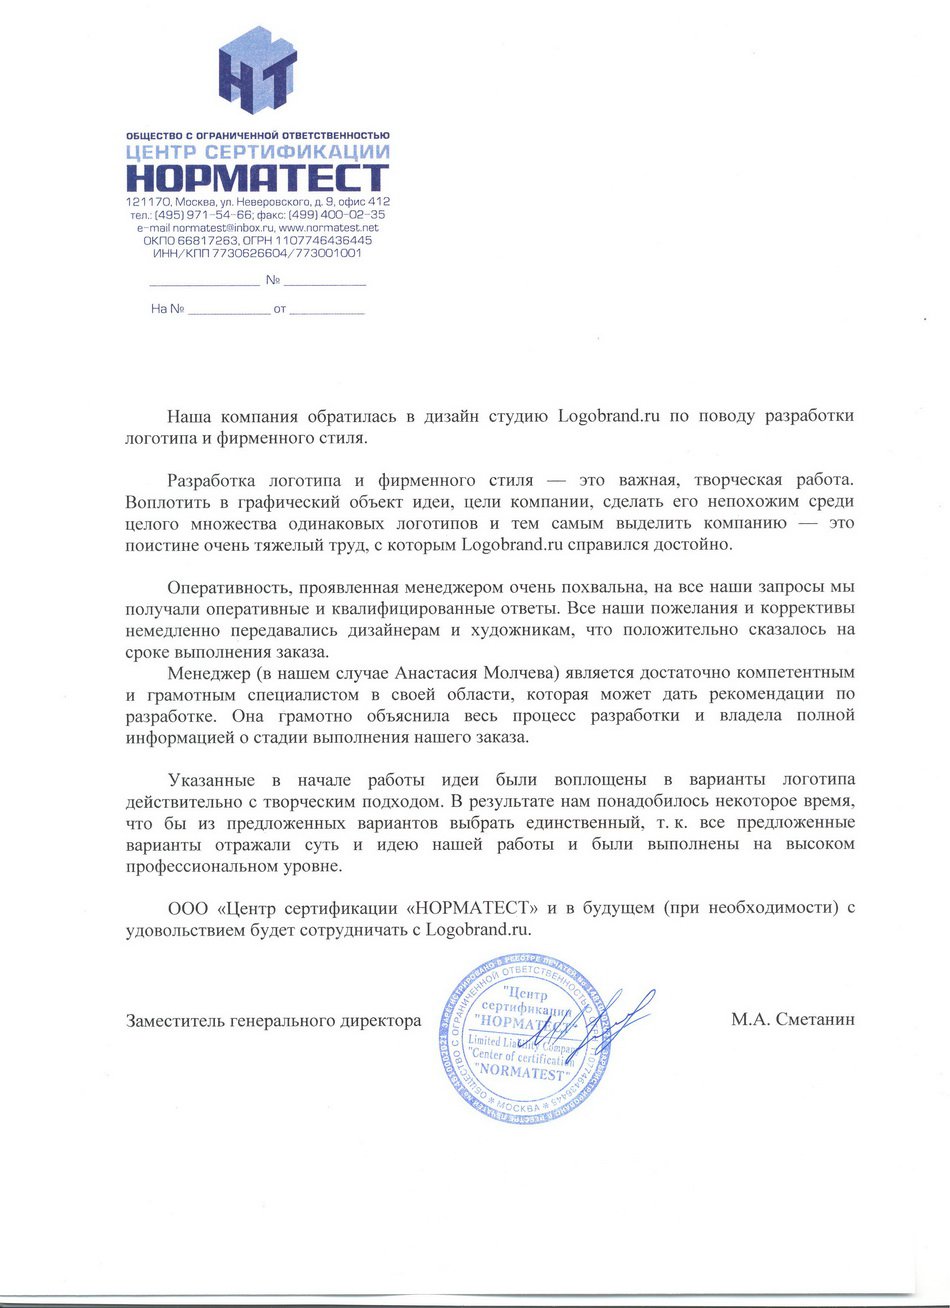 НТ
ОБЩЕСТВО С ОГРАНИЧЕННОЙ ОТВЕТСТВЕННОСТЬЮ
ЦЕНТР СЕРТИФИКАЦИИ
НОРМАТЕСТ
121170, Москва, ул. Неверовского, д. 9, офис 412
тел.: (495) 971-54-66; факс: (499) 400-02-35
e-mail normatest@inbox.ru, www.normatest.net
ОКПО 66817263, ОГРН 1107746436445
ИНН/КПП 7730626604/773001001
________________ № ____________
На № ____________ от ___________
Наша компания обратилась в дизайн студию Logobrand.ru по поводу разработки
логотипа и фирменного стиля.
Разработка логотипа и фирменного стиля — это важная, творческая работа.
Воплотить в графический объект идеи, цели компании, сделать его непохожим среди
целого множества одинаковых логотипов и тем самым выделить компанию — это
поистине очень тяжелый труд, с которым Logobrand.ru справился достойно.
Оперативность, проявленная менеджером очень похвальна, на все наши запросы мы
получали оперативные и квалифицированные ответы. Все наши пожелания и коррективы
немедленно передавались дизайнерам и художникам, что положительно сказалось на
сроке выполнения заказа.
Менеджер (в нашем случае Анастасия Молчева) является достаточно компетентным
и грамотным специалистом в своей области, которая может дать рекомендации по
разработке. Она грамотно объяснила весь процесс разработки и владела полной
информацией о стадии выполнения нашего заказа.
Указанные в начале работы идеи были воплощены в варианты логотипа
действительно с творческим подходом. В результате нам понадобилось некоторое время,
что бы из предложенных вариантов выбрать единственный, т. к. все предложенные
варианты отражали суть и идею нашей работы и были выполнены на высоком
профессиональном уровне.
ООО «Центр сертификации «НОРМАТЕСТ» и в будущем (при необходимости) с
удовольствием будет сотрудничать с Logobrand.ru.
Заместитель генерального директора
М.А. Сметанин
ОБЩЕСТВО С ОГРАНИЧЕННОЙ ОТВЕТСТВЕННОСТЬЮ
"Центр
сертификации
"НОРМАТЕСТ"
Limited Liability Company
"Center of certification
"NORMATEST"
* МОСКВА *